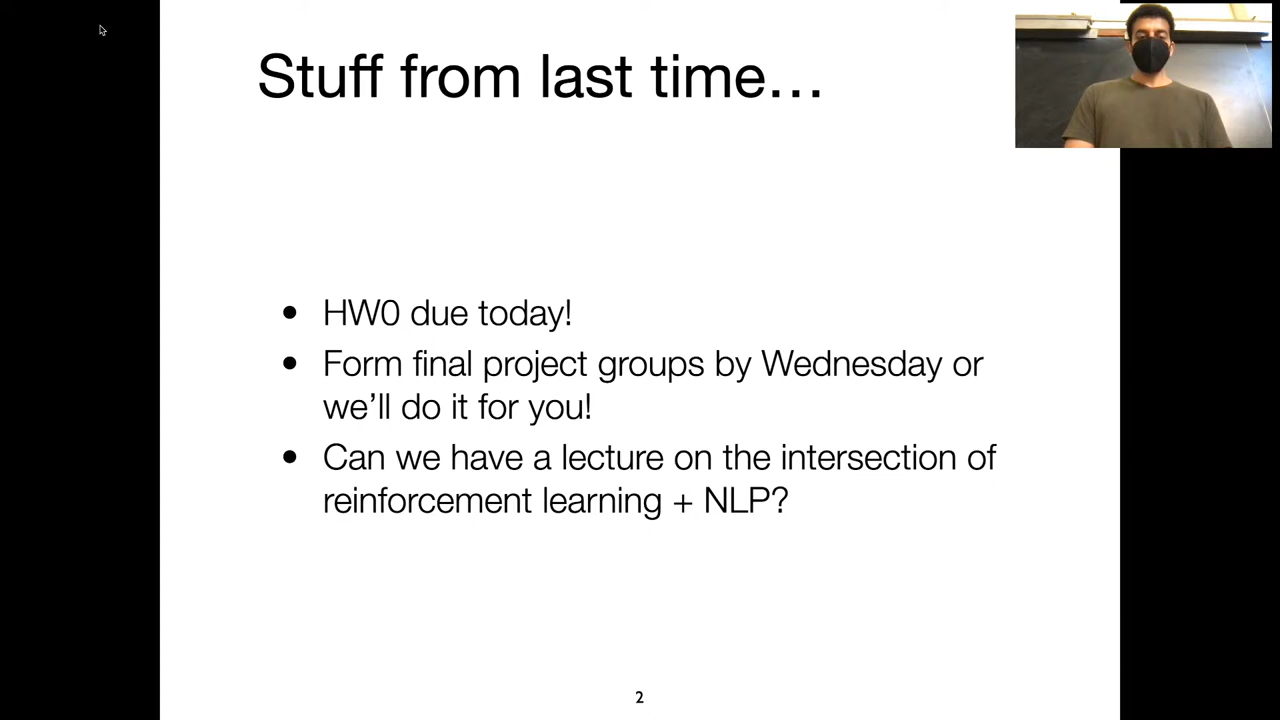 Stuff from last time…
• HW0 due today!
• Form final project groups by Wednesday or
we’ll do it for you!
• Can we have a lecture on the intersection of
reinforcement learning + NLP?
2